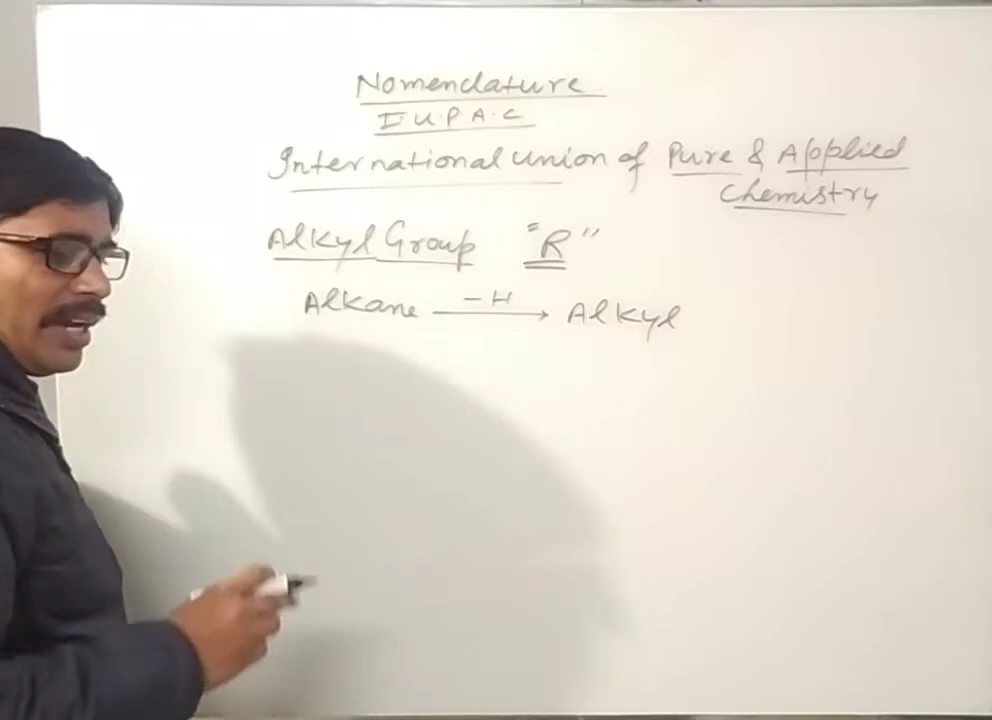 Nomenclature
I.U.P.A.C
International Union of Pure & Applied
Chemistry
Alkyl Group "R"
Alkane -H → Alkyl